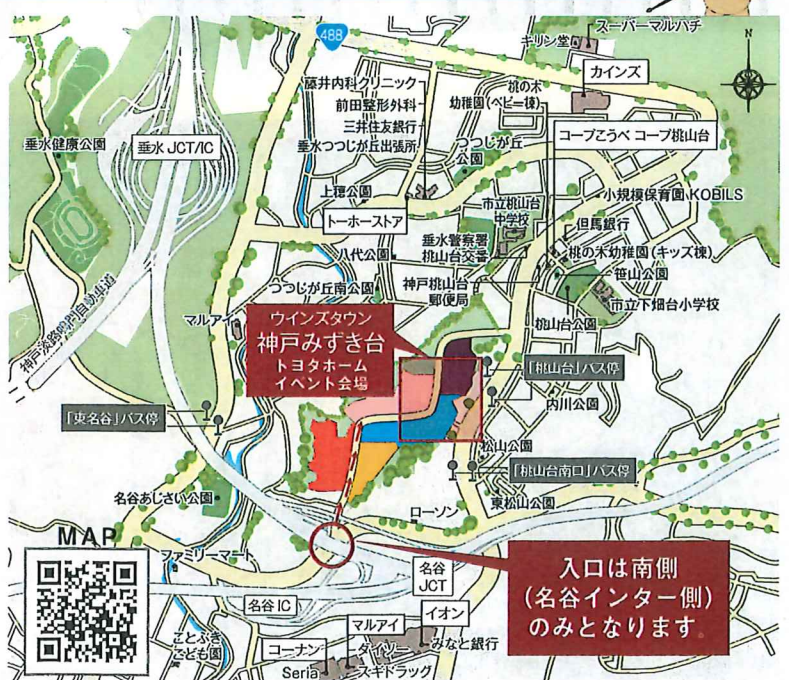 488
スーパーマルハチ
キリン堂
N
カインズ
藤井内科クリニック
前田整形外科
三井住友銀行
垂水つつじが丘出張所
桃の木
幼稚園(ベビー棟)
コープこうべ コープ桃山台
垂水健康公園
垂水 JCT/IC
つつじが丘
公園
上穂公園
トーホーストア
市立桃山台
中学校
小規模保育園 KOBILS
但馬銀行
垂水警察署
桃山台交番
八代公園
桃の木幼稚園(キッズ棟)
笹山公園
神戸桃山台
郵便局
市立下畑台小学校
つつじが丘南公園
桃山台公園
神戸淡路鳴門自動車道
マルアイ
ウインズタウン
神戸みずき台
トヨタホーム
イベント会場
「桃山台」バス停
内川公園
「東名谷」バス停
松山公園
「桃山台南口」バス停
名谷あじさい公園
東松山公園
ローソン
MAP
ファミリーマート
名谷
JCT
入口は南側
(名谷インター側)
のみとなります。
名谷 IC
イオン
マルアイ
ことぶき
こども園
コーナン
ダイソー
みなと銀行
Seria
スギドラッグ